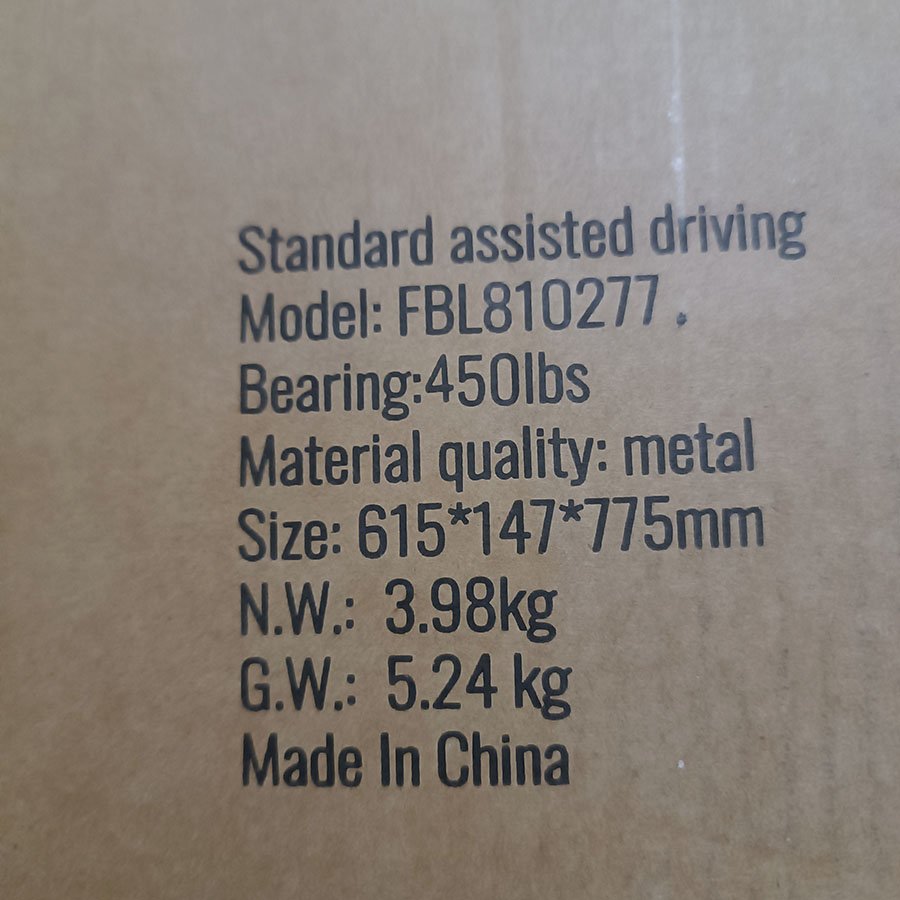 Standard assisted driving
Model: FBL810277 .
Bearing:450lbs
Material quality: metal
Size: 615*147*775mm
N.W.: 3.98kg
G.W.: 5.24 kg
Made In China